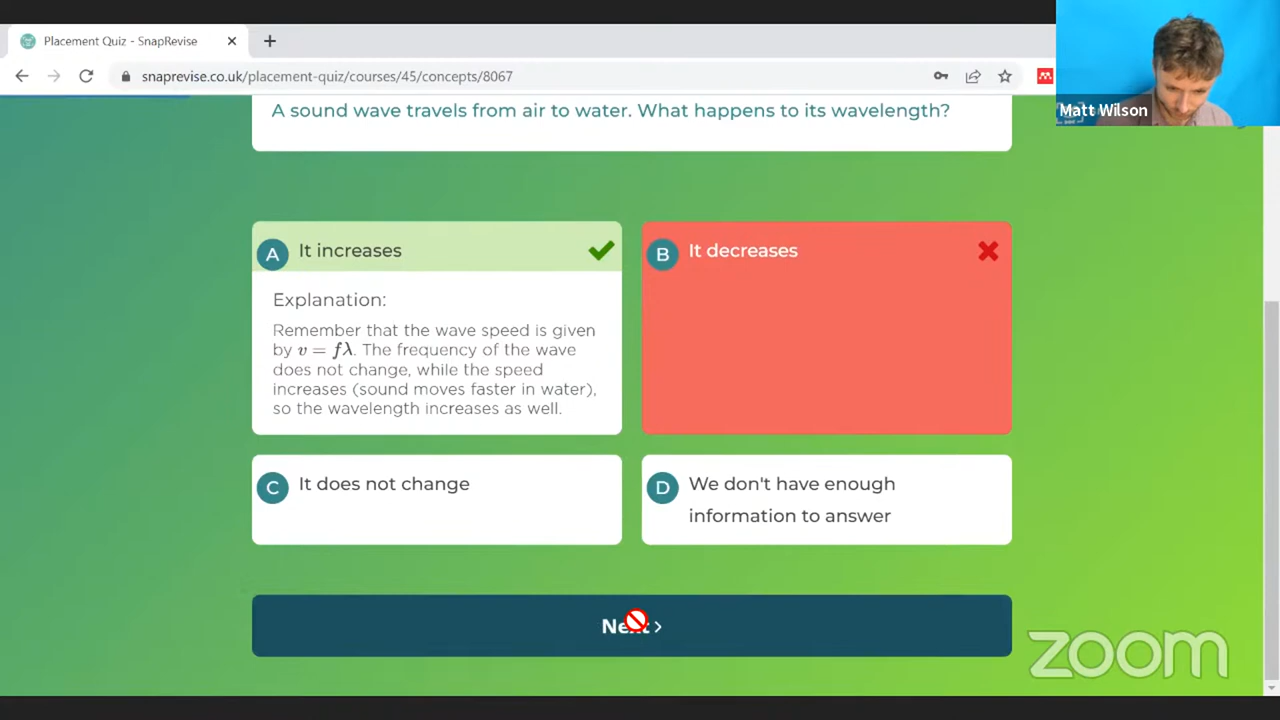 Placement Quiz - SnapRevise
snaprevise.co.uk/placement-quiz/courses/45/concepts/8067
Matt Wilson
A sound wave travels from air to water. What happens to its wavelength?
A It increases
Explanation:
Remember that the wave speed is given
by v = fλ. The frequency of the wave
does not change, while the speed
increases (sound moves faster in water),
so the wavelength increases as well.
B It decreases
C It does not change
D We don't have enough
information to answer
Next >
zoom